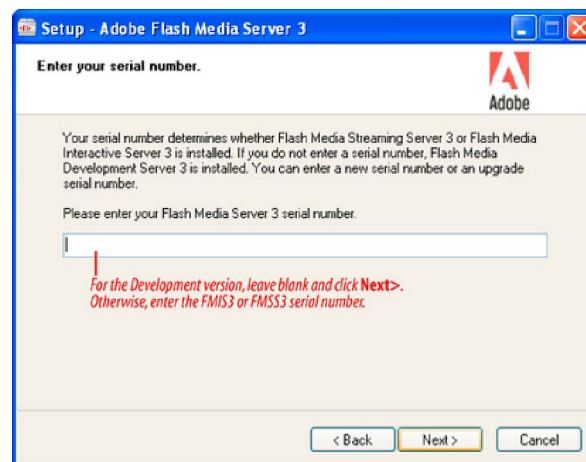 Setup - Adobe Flash Media Server 3
Enter your serial number.
Adobe
Your serial number determines whether Flash Media Streaming Server 3 or Flash Media
Interactive Server 3 is installed. If you do not enter a serial number, Flash Media
Development Server 3 is installed. You can enter a new serial number or an upgrade
serial number.
Please enter your Flash Media Server 3 serial number.
For the Development version, leave blank and click Next>.
Otherwise, enter the FMIS3 or FMSS3 serial number.
< Back Next > Cancel